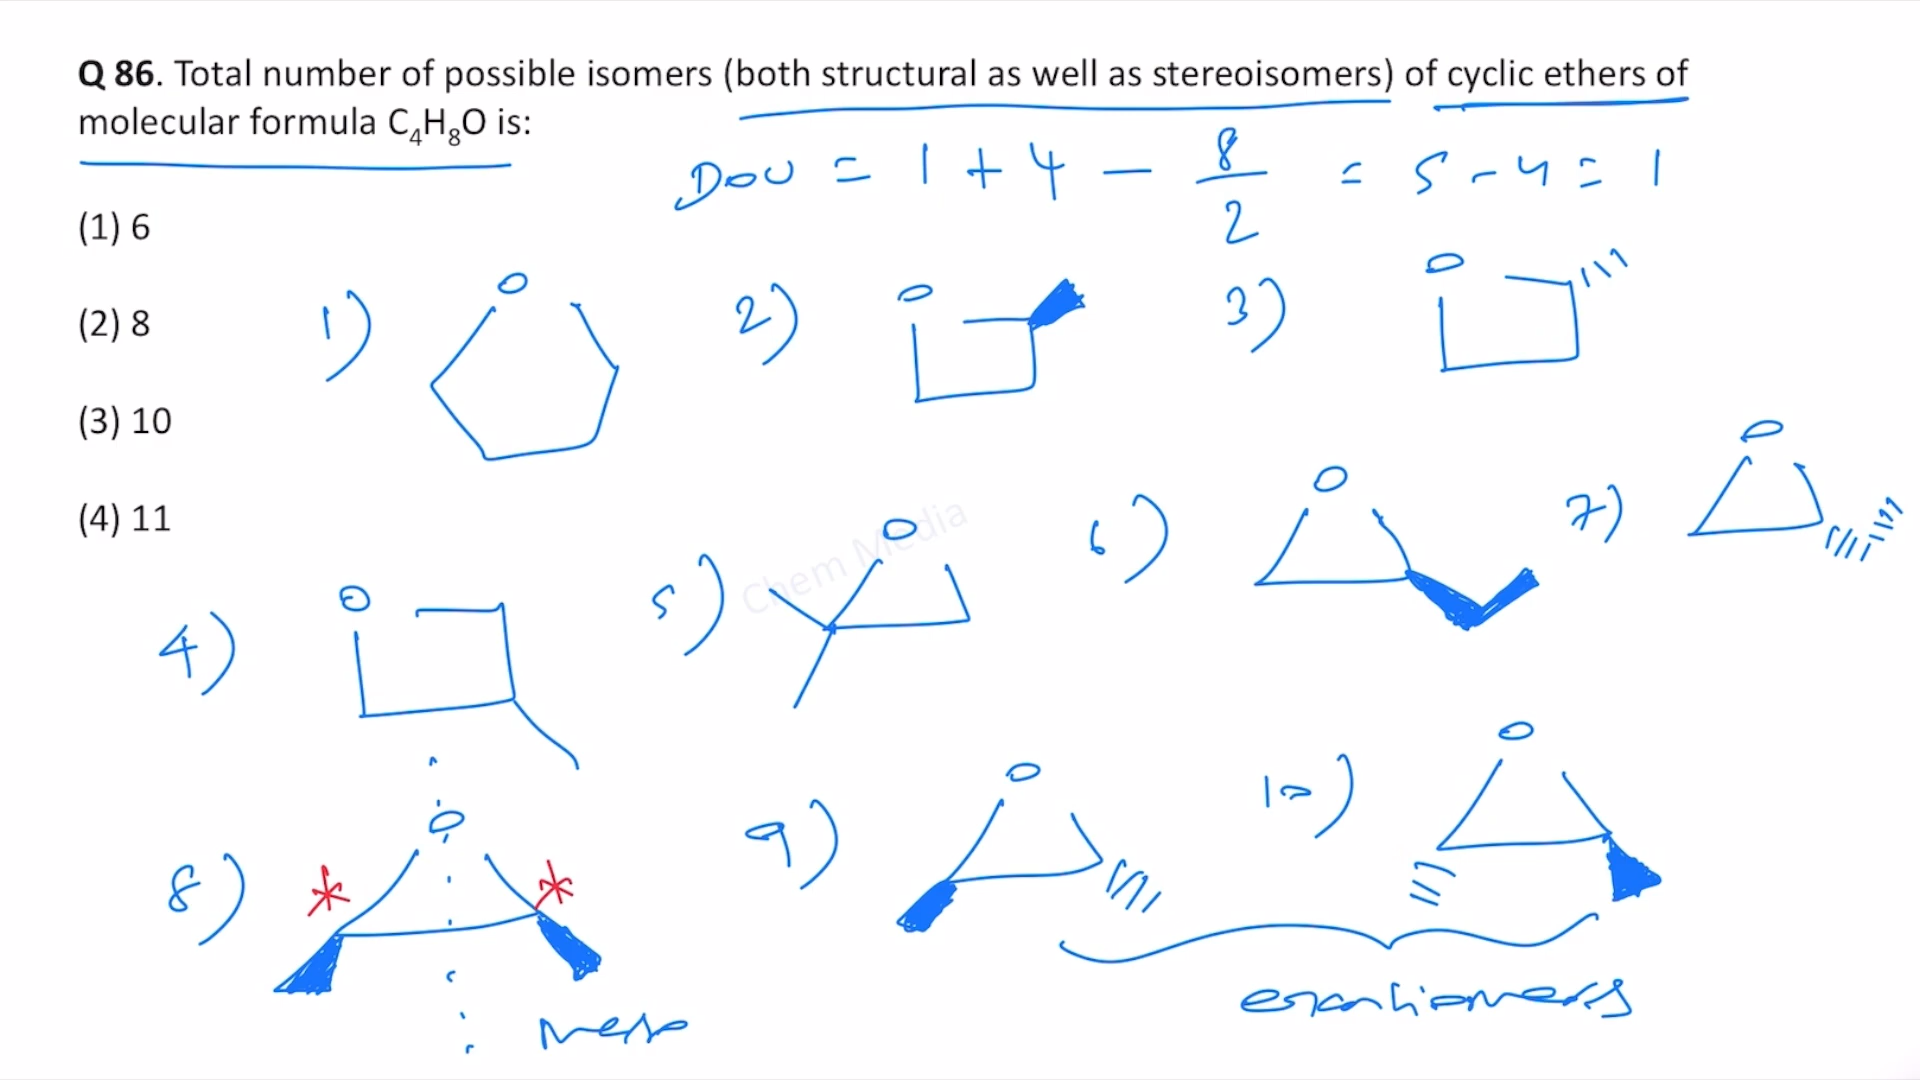 Q 86. Total number of possible isomers (both structural as well as stereoisomers) of cyclic ethers of
molecular formula C₄H₈O is:
DoU = 1 + 4 - 8/2 = 5 - 4 = 1
(1) 6
(2) 8
(3) 10
(4) 11
1) O
2) O
3) O
4) O
5) O
6) O
7) O
Chem Media
8) O * *
meso
9) O
10) O
enantiomers